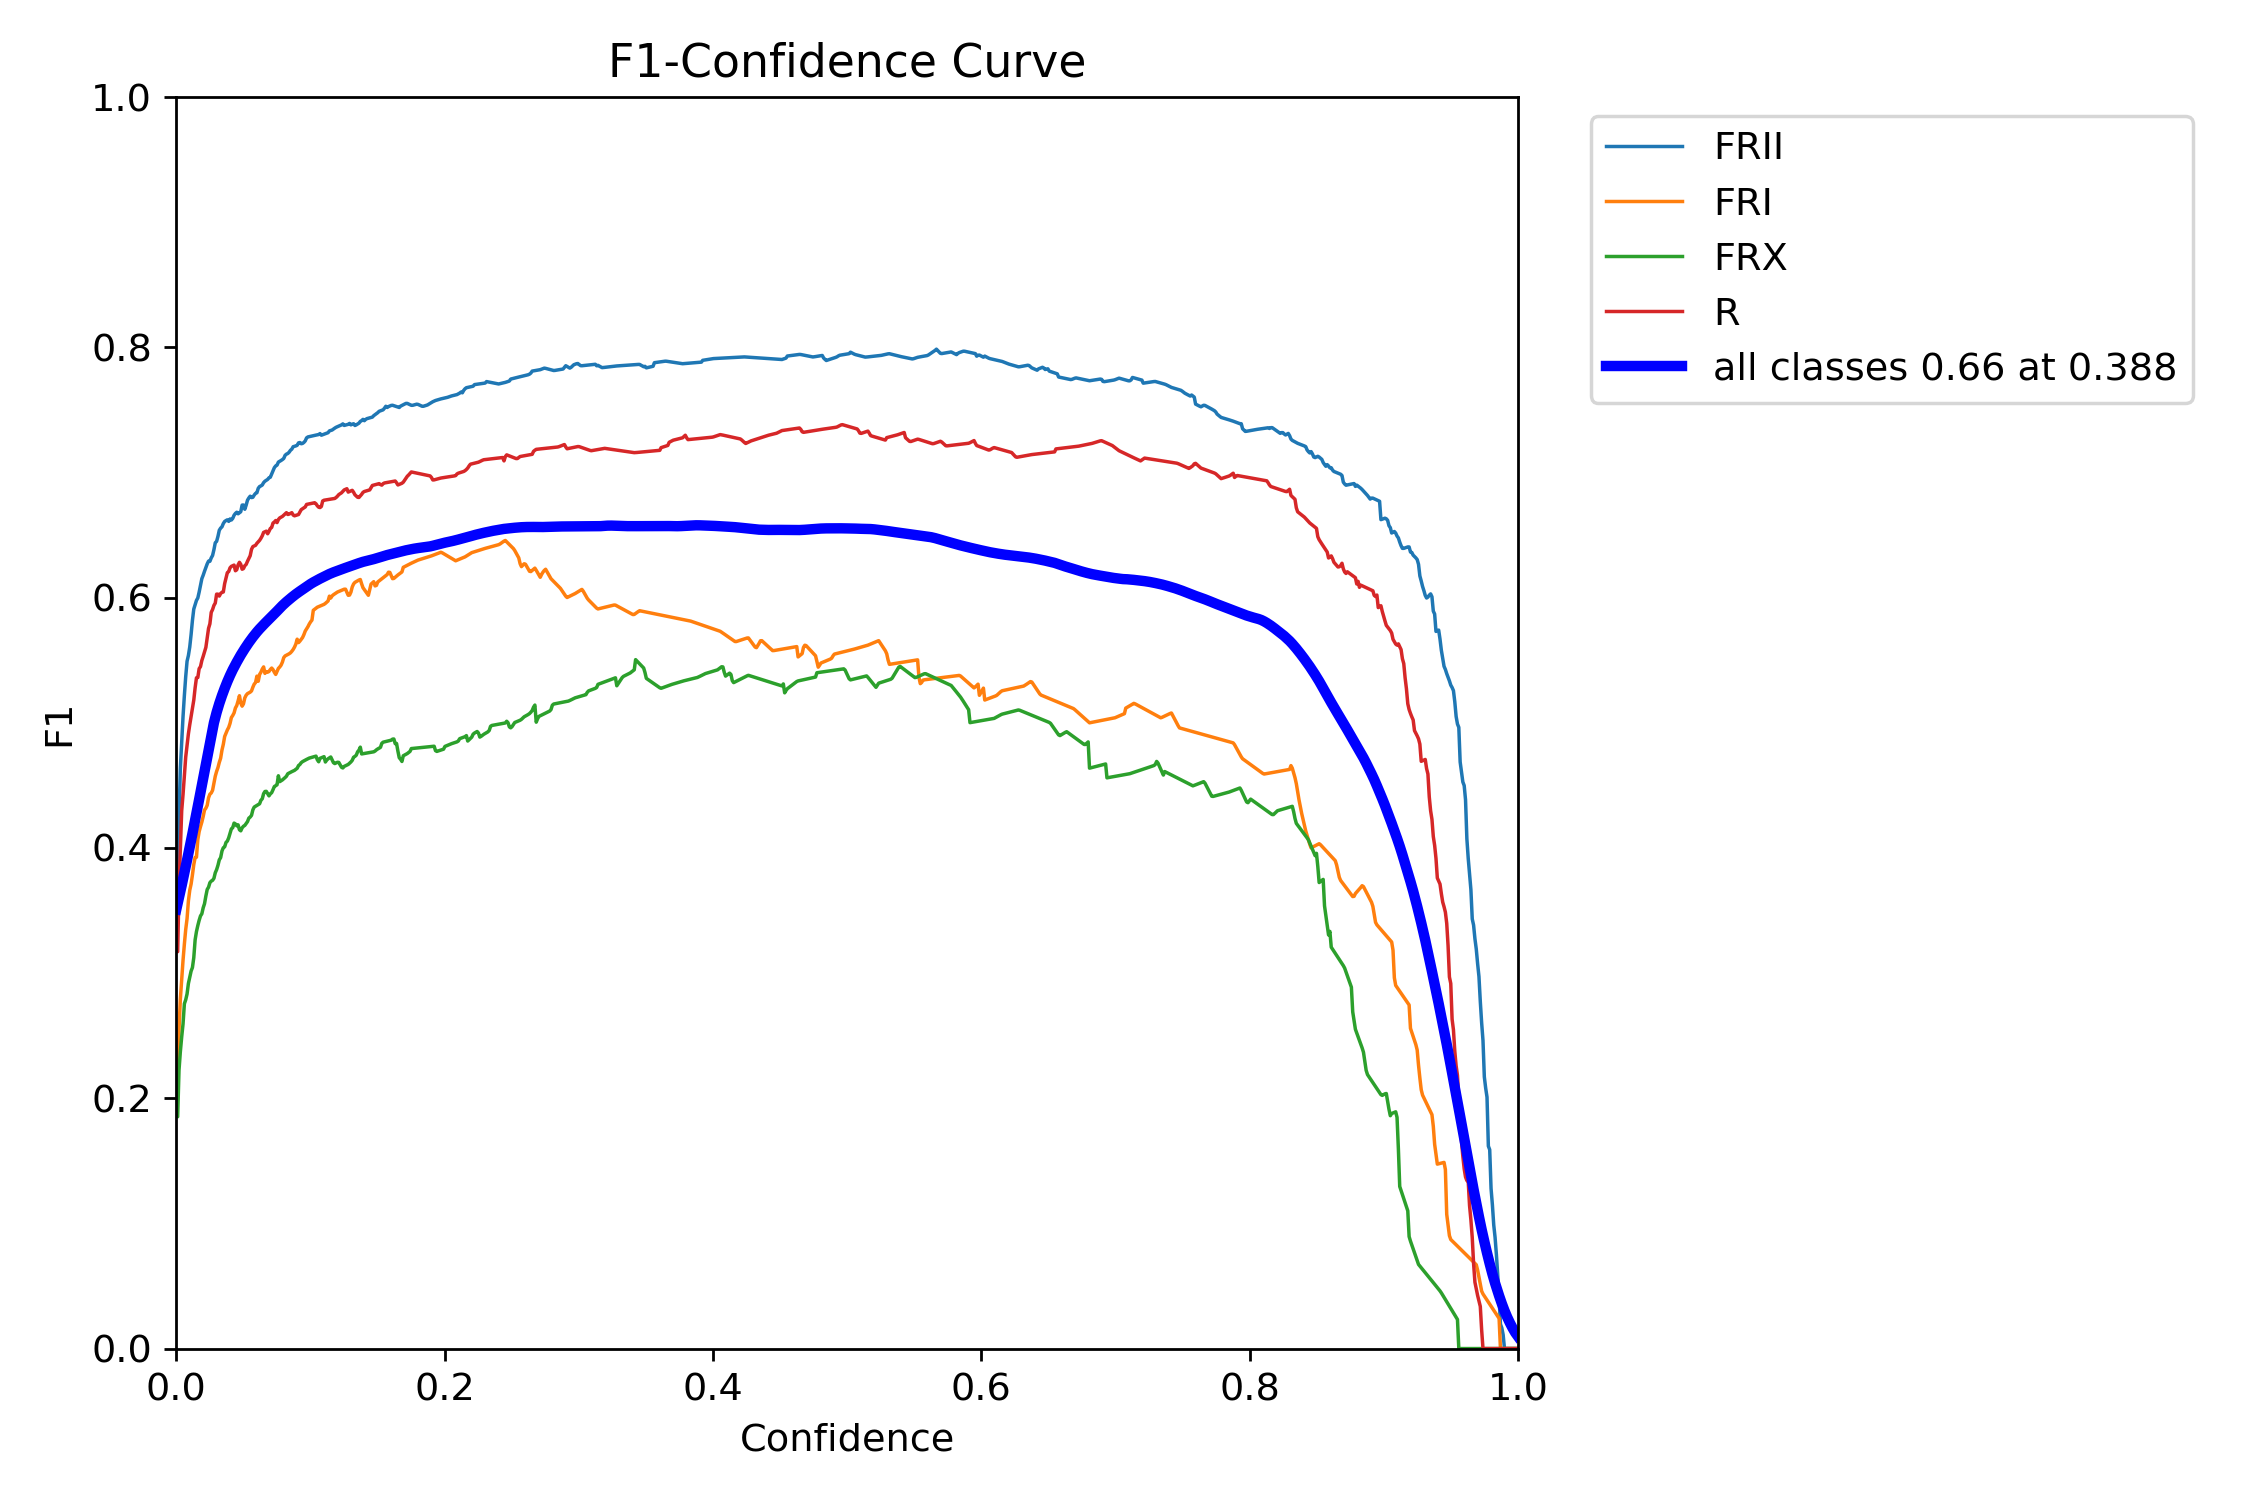 F1-Confidence Curve
1.0
0.8
0.6
0.4
0.2
0.0
F1
0.0 0.2 0.4 0.6 0.8 1.0
Confidence
FRII
FRI
FRX
R
all classes 0.66 at 0.388